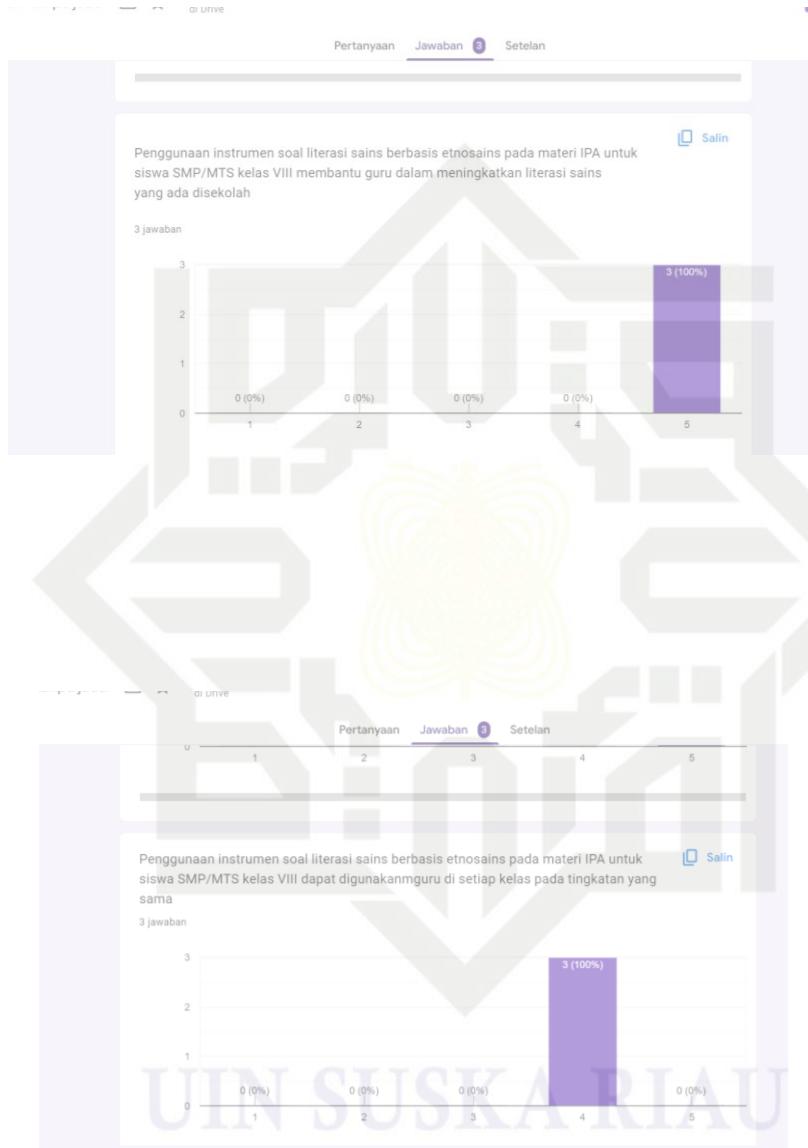 di Drive
Pertanyaan Jawaban 3 Setelan
Salin
Penggunaan instrumen soal literasi sains berbasis etnosains pada materi IPA untuk
siswa SMP/MTS kelas VIII membantu guru dalam meningkatkan literasi sains
yang ada disekolah
3 jawaban
3
3 (100%)
2
1
0 (0%) 0 (0%) 0 (0%) 0 (0%)
0
1 2 3 4 5
di Drive
Pertanyaan Jawaban 3 Setelan
0
1 2 3 4 5
Penggunaan instrumen soal literasi sains berbasis etnosains pada materi IPA untuk
Salin
siswa SMP/MTS kelas VIII dapat digunakanmguru di setiap kelas pada tingkatan yang
sama
3 jawaban
3
3 (100%)
2
1
0 (0%) 0 (0%) 0 (0%) 0 (0%)
0
1 2 3 4 5
UIN SUSKA RIAU